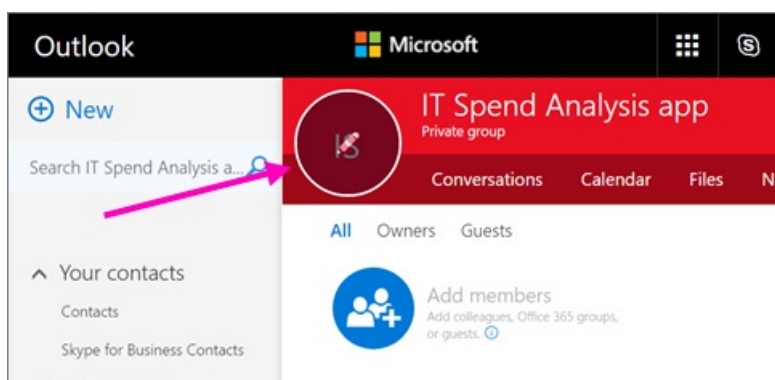 Outlook
Microsoft
New
Search IT Spend Analysis a...
Your contacts
Contacts
Skype for Business Contacts
IS
IT Spend Analysis app
Private group
Conversations Calendar Files N
All Owners Guests
Add members
Add colleagues, Office 365 groups,
or guests.